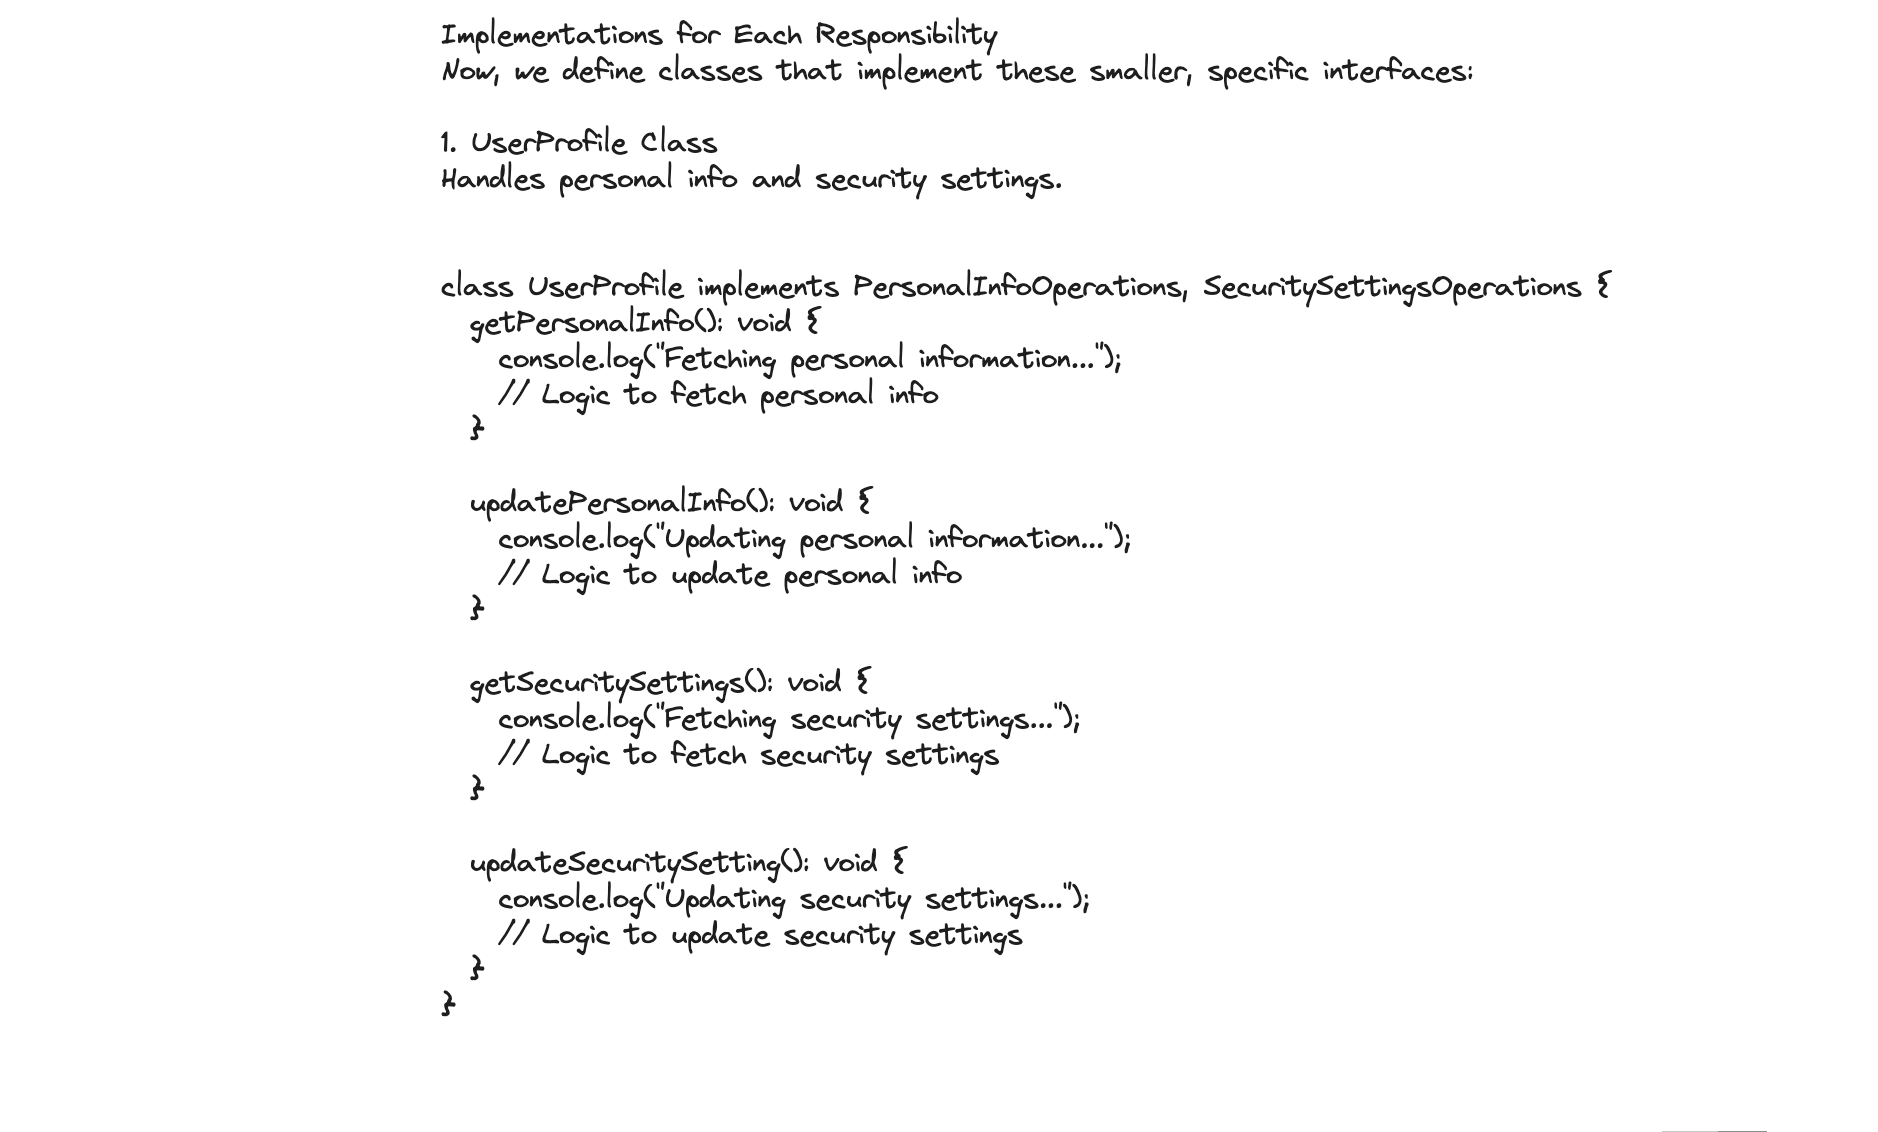 Implementations for Each Responsibility
Now, we define classes that implement these smaller, specific interfaces:
1. UserProfile Class
Handles personal info and security settings.
class UserProfile implements PersonalInfoOperations, SecuritySettingsOperations {
getPersonalInfo(): void {
console.log("Fetching personal information...");
// Logic to fetch personal info
}
updatePersonalInfo(): void {
console.log("Updating personal information...");
// Logic to update personal info
}
getSecuritySettings(): void {
console.log("Fetching security settings...");
// Logic to fetch security settings
}
updateSecuritySetting(): void {
console.log("Updating security settings...");
// Logic to update security settings
}
}